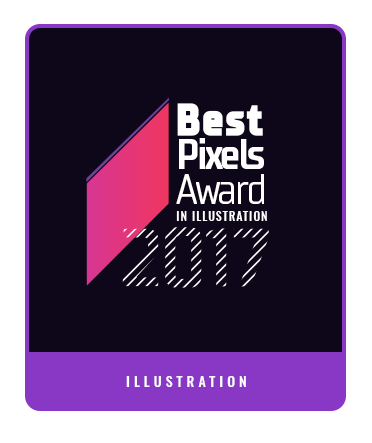 Best
Pixels
Award
IN ILLUSTRATION
2017
ILLUSTRATION